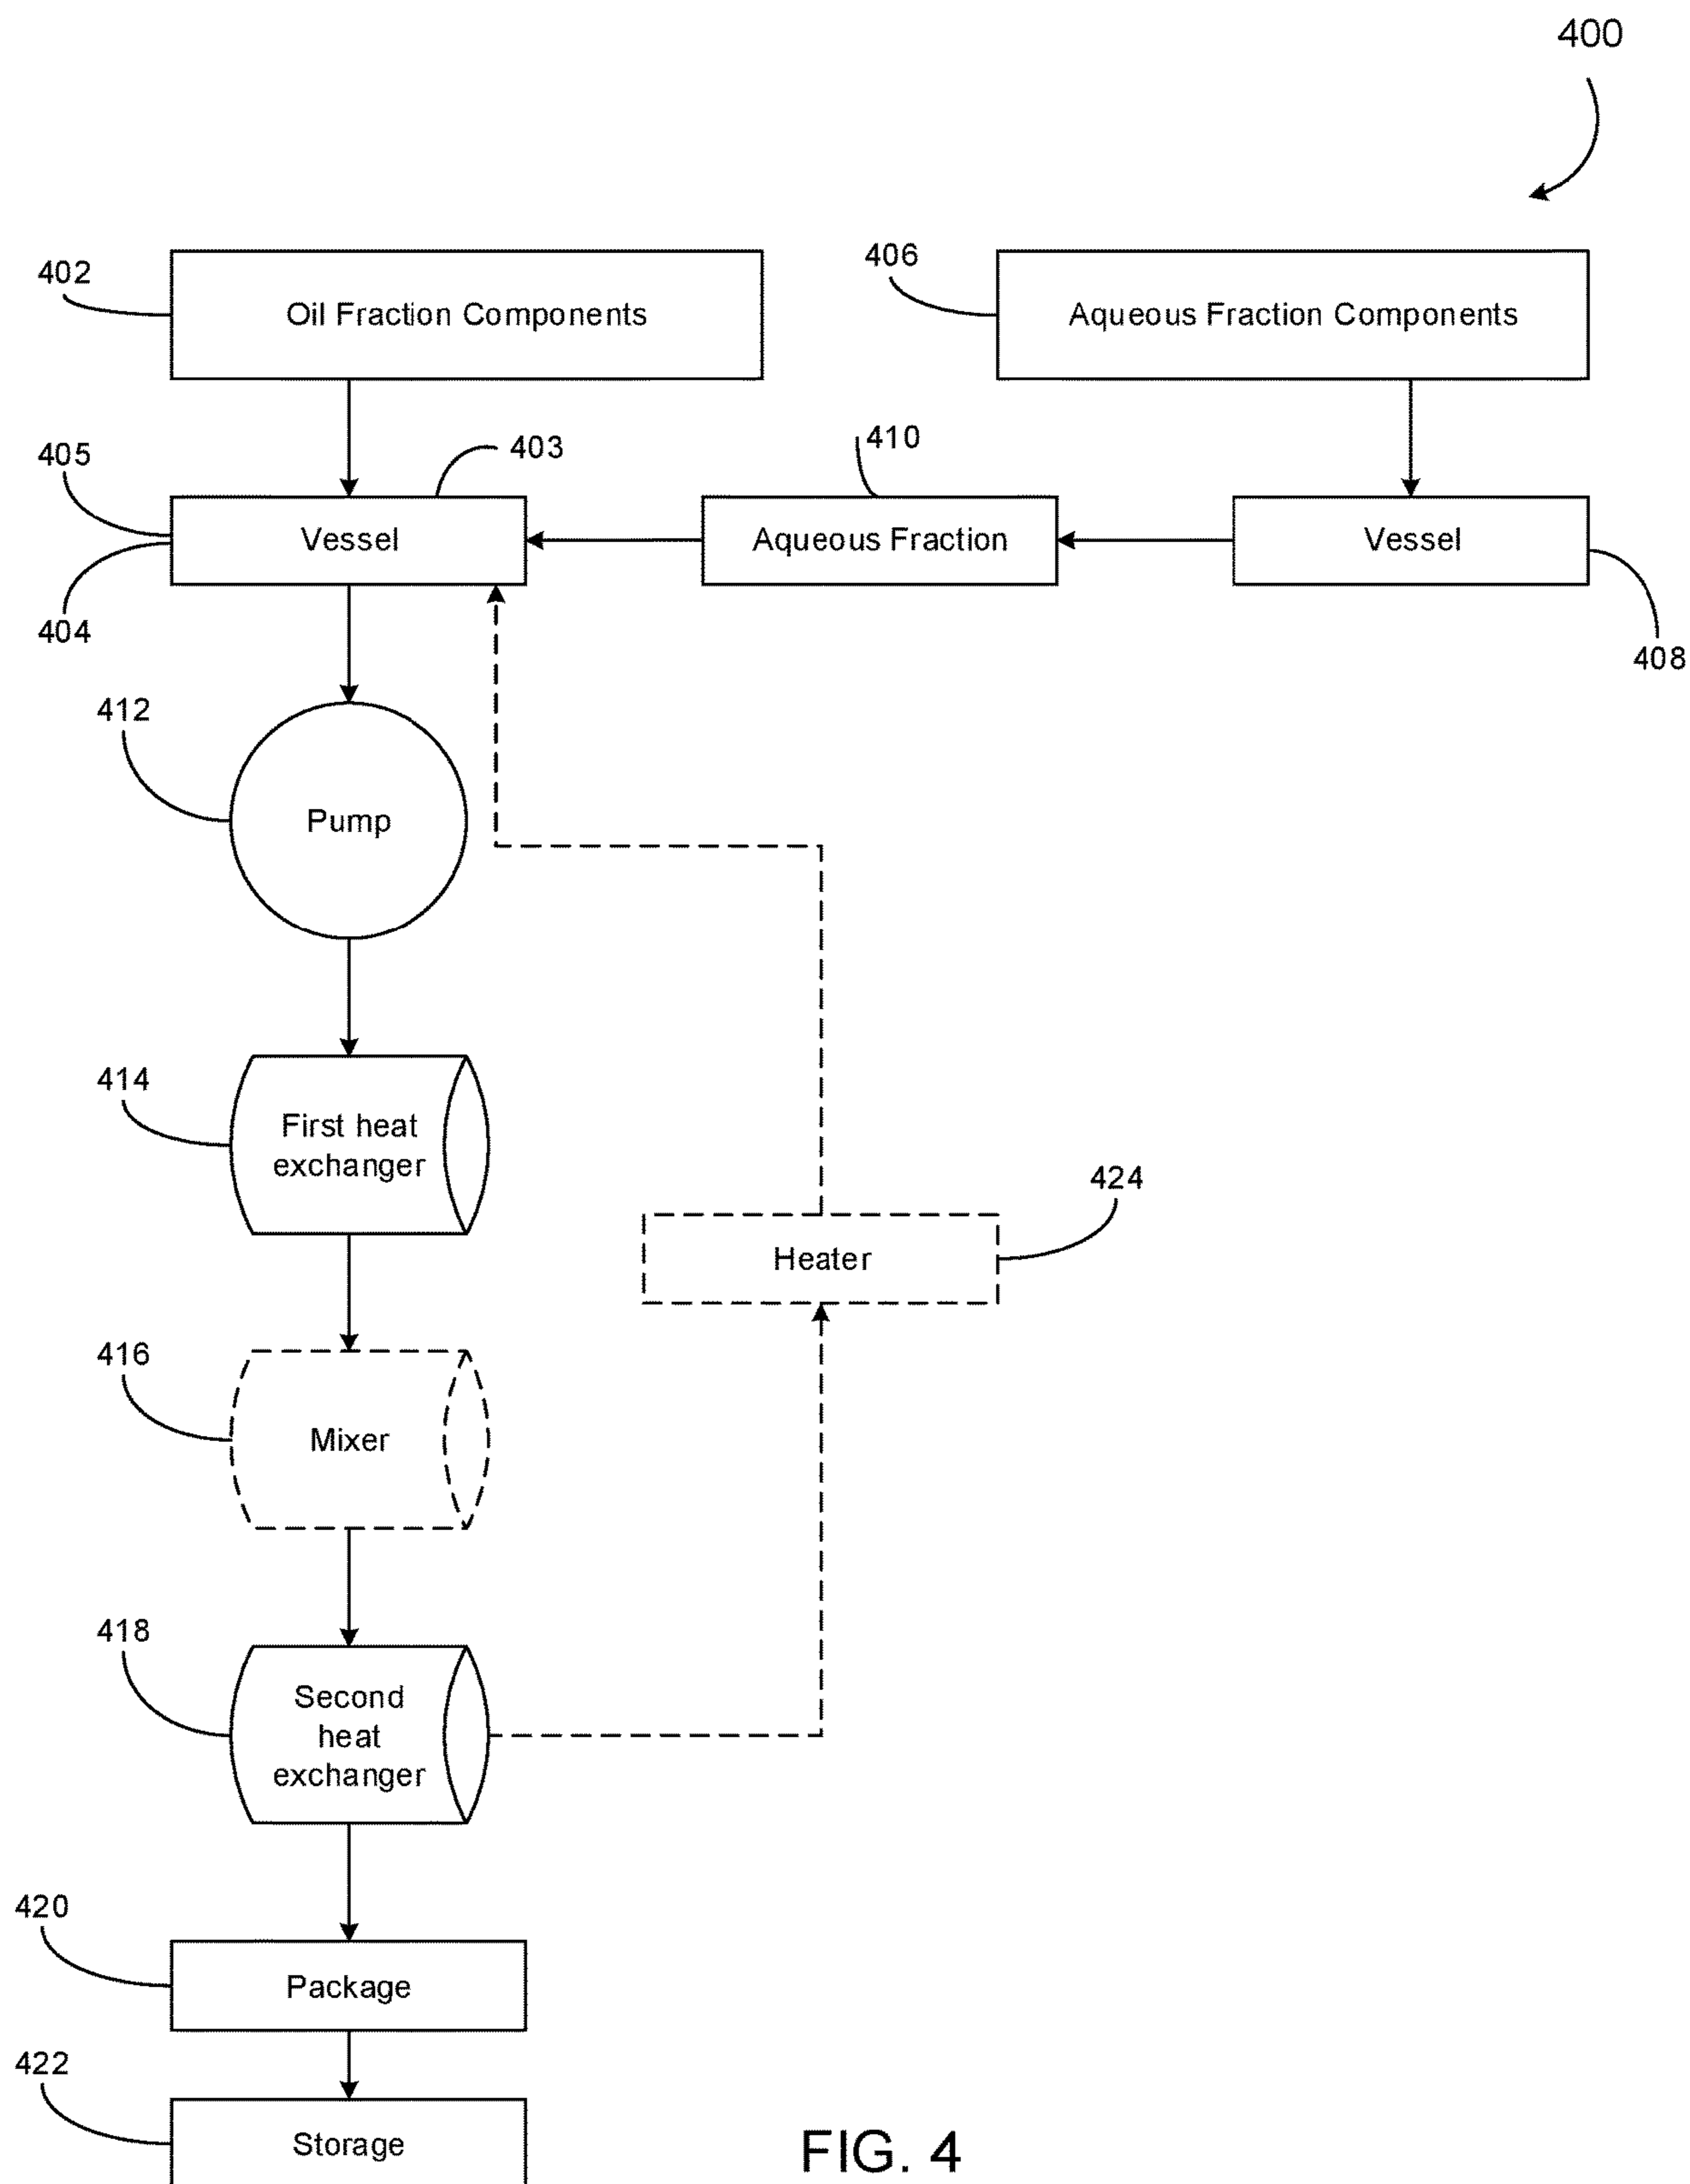 400
402
Oil Fraction Components
406
Aqueous Fraction Components
405
403
410
Vessel
Aqueous Fraction
Vessel
404
408
412
Pump
414
First heat
exchanger
424
Heater
416
Mixer
418
Second
heat
exchanger
420
Package
422
Storage
FIG. 4